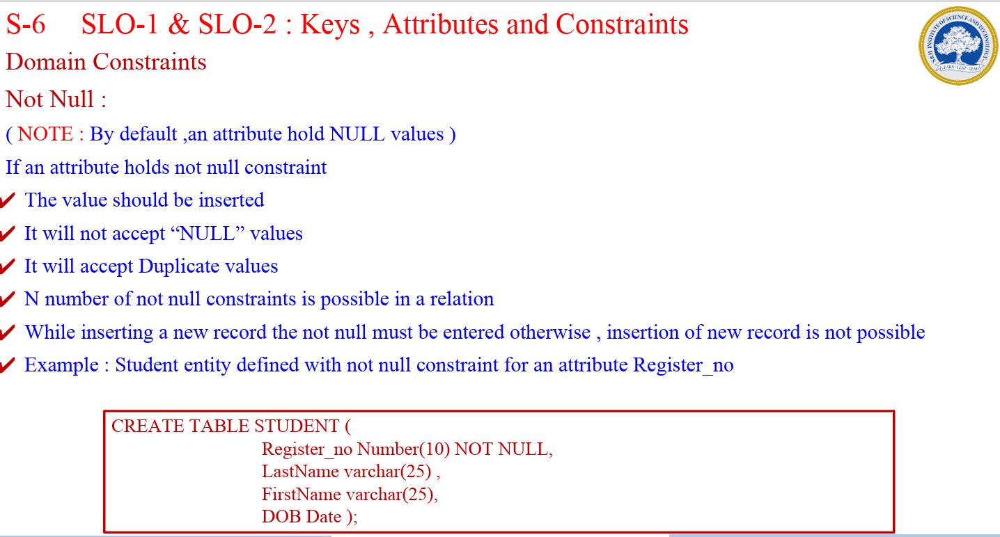 S-6 SLO-1 & SLO-2 : Keys , Attributes and Constraints
SRM INSTITUTE OF SCIENCE AND TECHNOLOGY
LEARN - LEAP - LEAD
Domain Constraints
Not Null :
( NOTE : By default ,an attribute hold NULL values )
If an attribute holds not null constraint
✔ The value should be inserted
✔ It will not accept “NULL” values
✔ It will accept Duplicate values
✔ N number of not null constraints is possible in a relation
✔ While inserting a new record the not null must be entered otherwise , insertion of new record is not possible
✔ Example : Student entity defined with not null constraint for an attribute Register_no
CREATE TABLE STUDENT (
Register_no Number(10) NOT NULL,
LastName varchar(25) ,
FirstName varchar(25),
DOB Date );